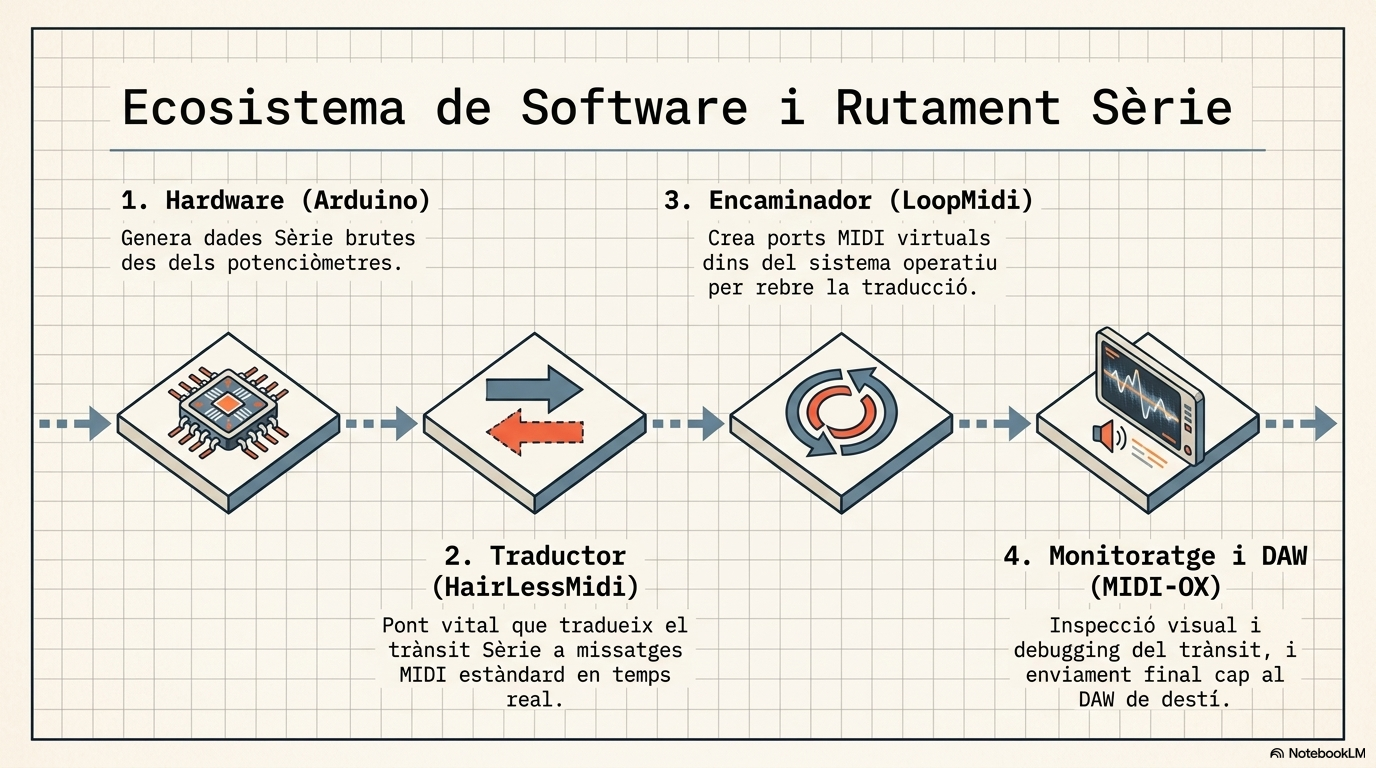 Ecosistema de Software i Rutament Sèrie
1. Hardware (Arduino)
Genera dades Sèrie brutes
des dels potenciòmetres.
2. Traductor
(HairLessMidi)
Pont vital que tradueix el
trànsit Sèrie a missatges
MIDI estàndard en temps
real.
3. Encaminador (LoopMidi)
Crea ports MIDI virtuals
dins del sistema operatiu
per rebre la traducció.
4. Monitoratge i DAW
(MIDI-OX)
Inspecció visual i
debugging del trànsit, i
enviament final cap al
DAW de destí.
NotebookLM